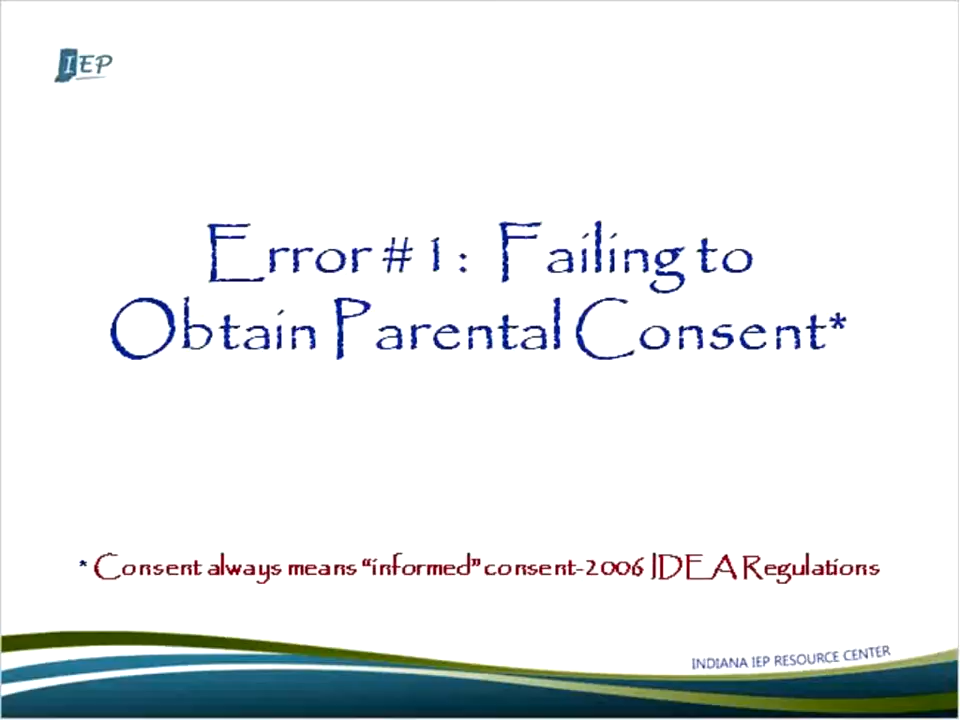 IEP
Error # 1: Failing to
Obtain Parental Consent*
* Consent always means “informed” consent-2006 IDEA Regulations
INDIANA IEP RESOURCE CENTER